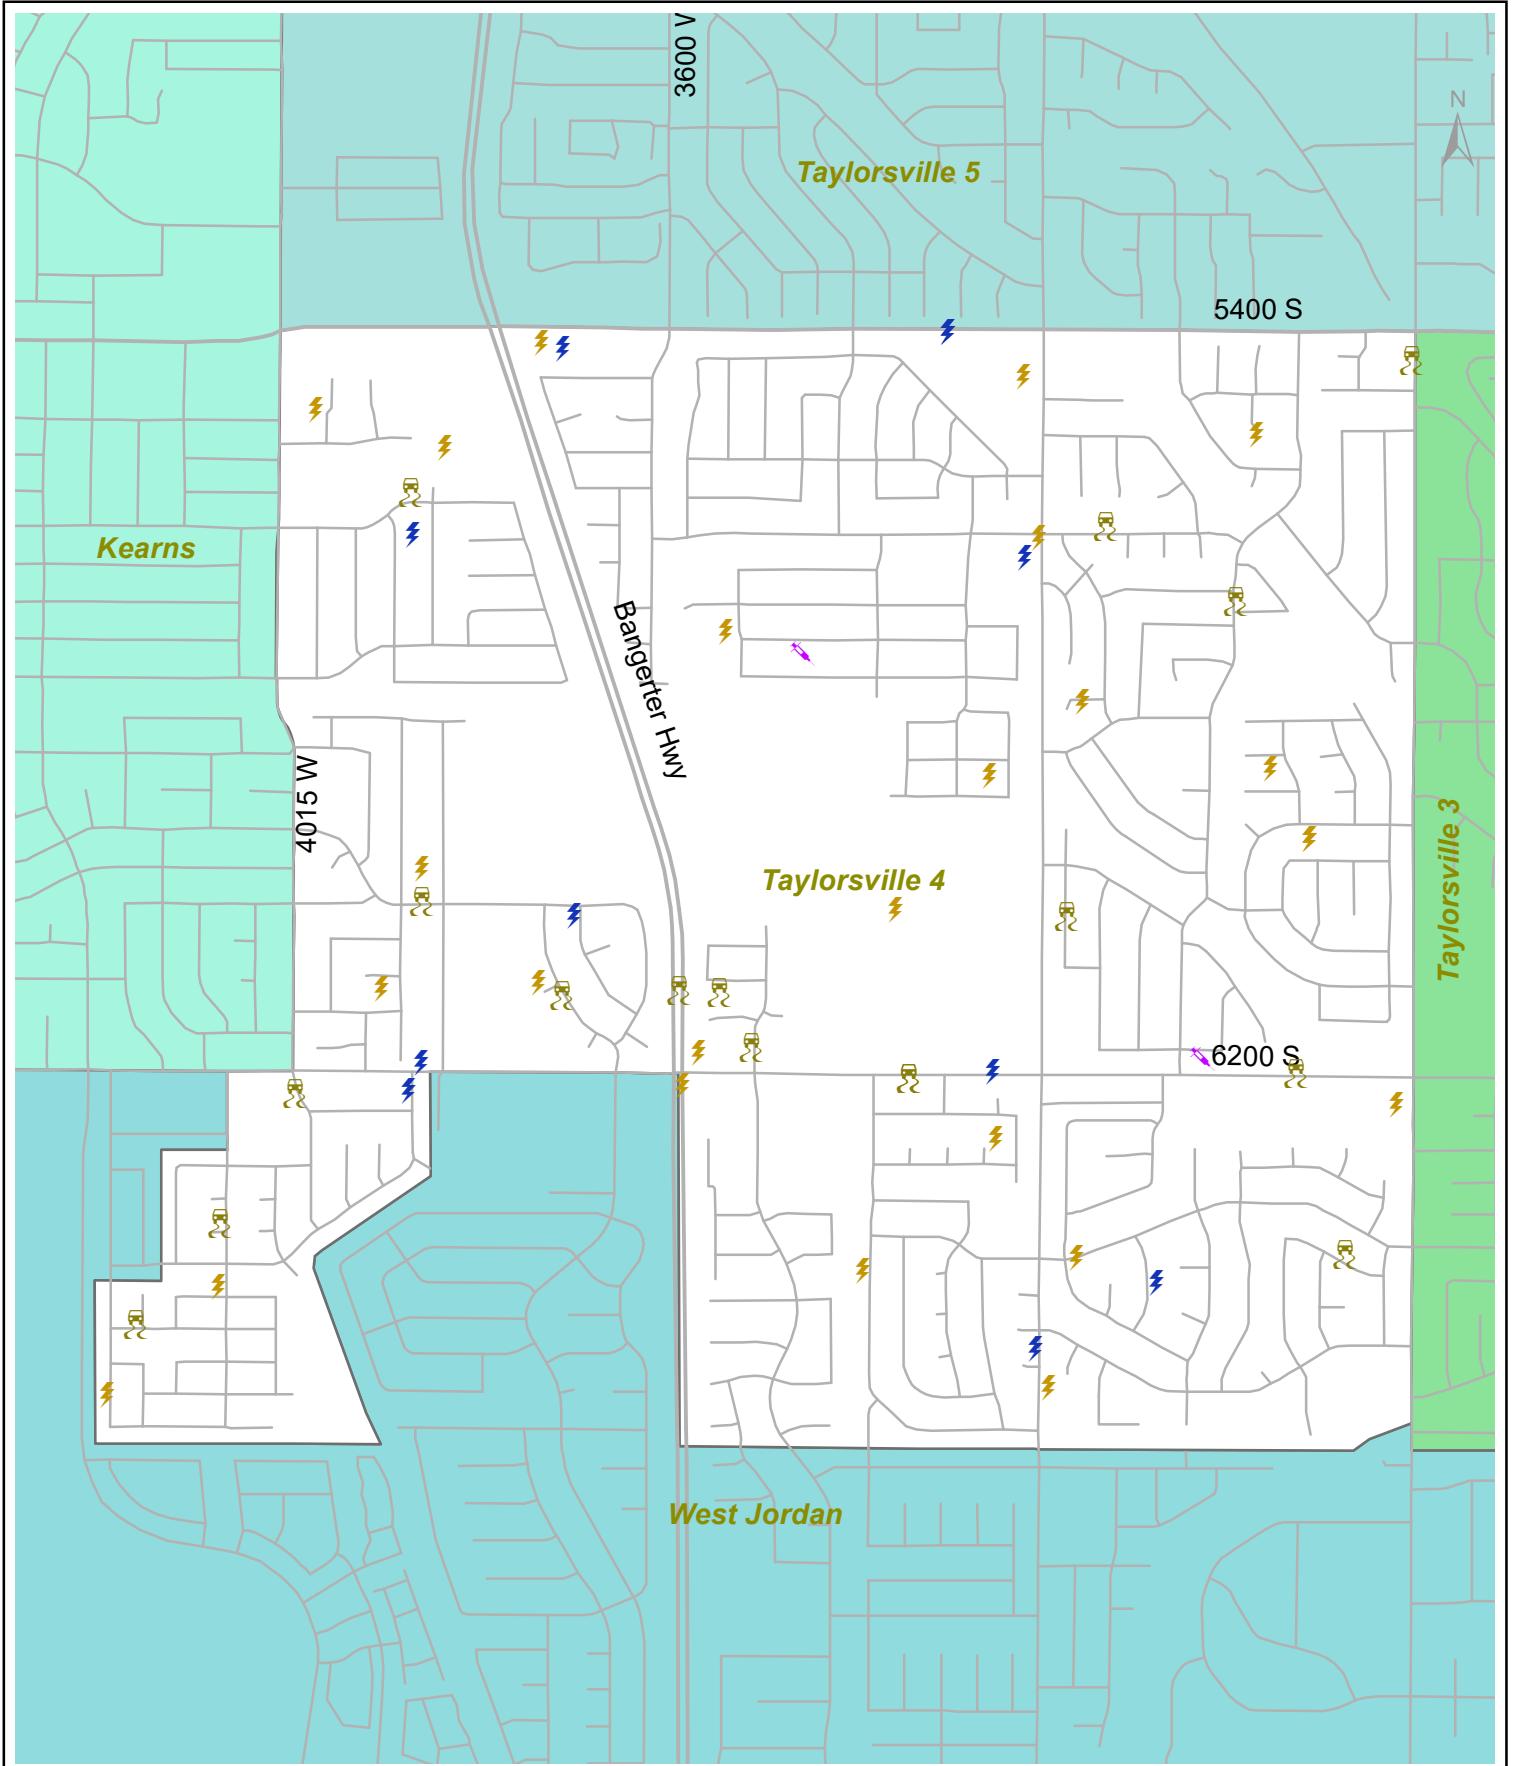 3600 W
N
Taylorsville 5
5400 S
Kearns
Bangerter Hwy
4015 W
Taylorsville 3
Taylorsville 4
6200 S
West Jordan